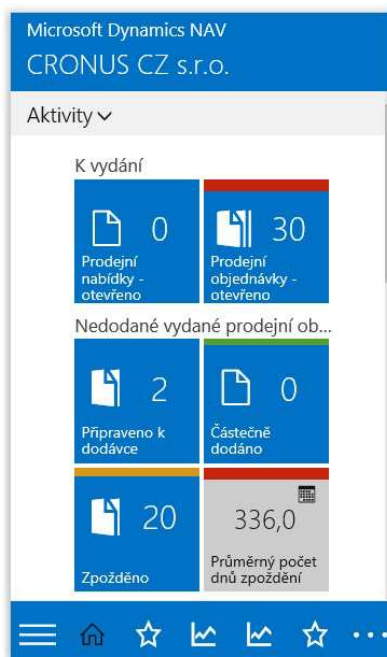 Microsoft Dynamics NAV
CRONUS CZ s.r.o.
Aktivity
K vydání
0
Prodejní
nabídky -
otevřeno
30
Prodejní
objednávky -
otevřeno
Nedodané vydané prodejní ob...
2
Připraveno k
dodávce
0
Částečně
dodáno
20
Zpožděno
336,0
Průměrný počet
dnů zpoždění